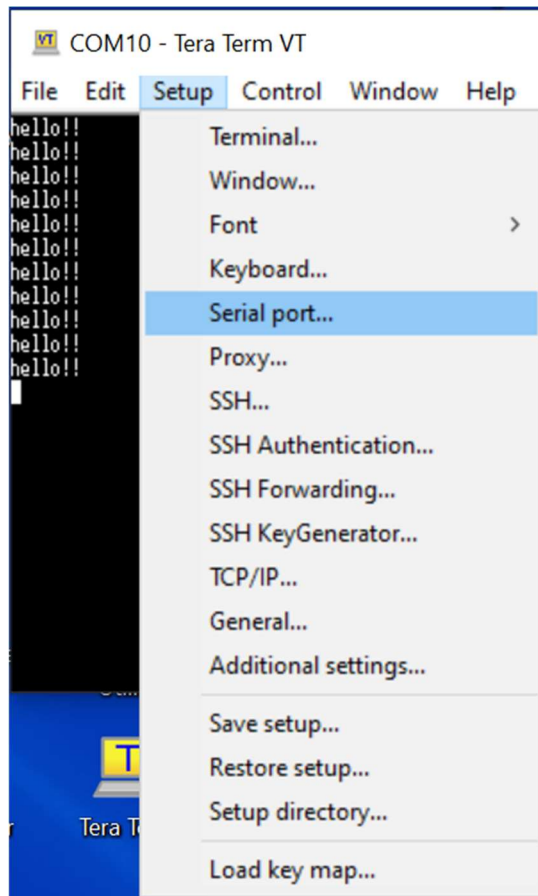 COM10 - Tera Term VT
File Edit Setup Control Window Help
hello!!
hello!!
hello!!
hello!!
hello!!
hello!!
hello!!
hello!!
hello!!
hello!!
hello!!
Terminal...
Window...
Font
Keyboard...
Serial port...
Proxy...
SSH...
SSH Authentication...
SSH Forwarding...
SSH KeyGenerator...
TCP/IP...
General...
Additional settings...
Save setup...
Restore setup...
Setup directory...
Load key map...
Tera T